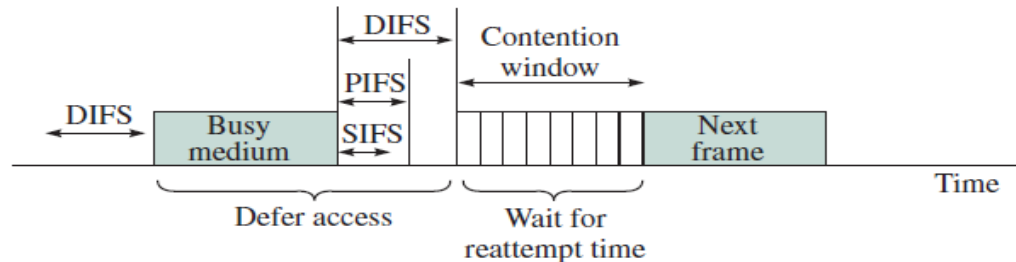 DIFS
Contention
window
PIFS
DIFS
Busy
medium
SIFS
Next
frame
Time
Defer access
Wait for
reattempt time